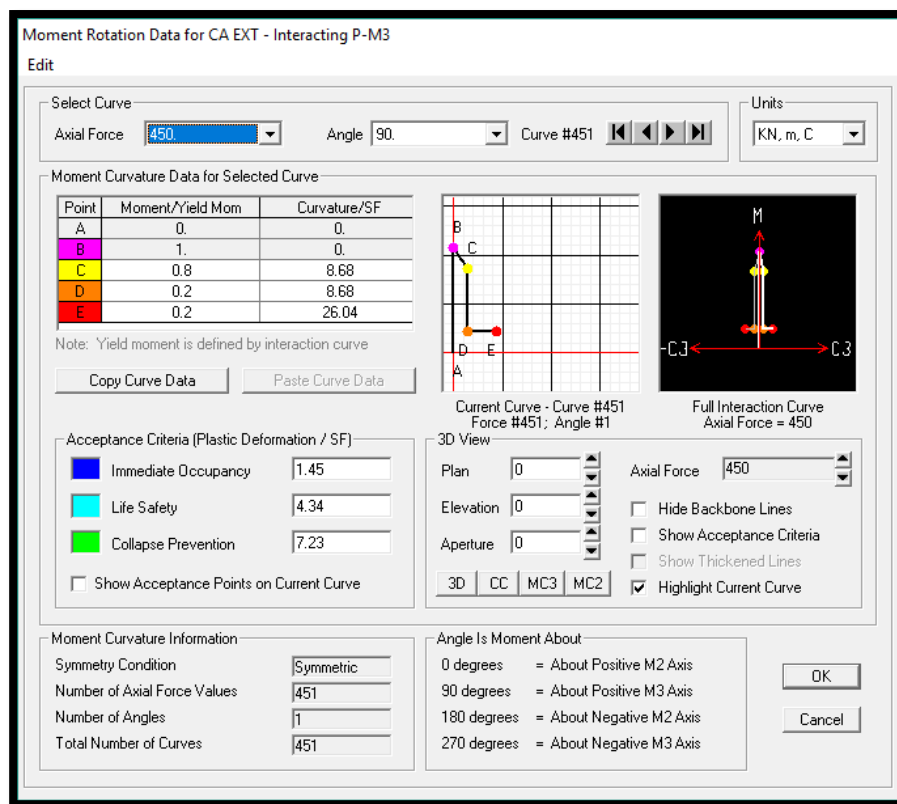 Moment Rotation Data for CA EXT - Interacting P-M3
Edit
Select Curve
Axial Force 450. Angle 90. Curve #451
Units
KN, m, C
Moment Curvature Data for Selected Curve
Point Moment/Yield Mom Curvature/SF
A 0. 0.
B 1. 0.
C 0.8 8.68
D 0.2 8.68
E 0.2 26.04
Note: Yield moment is defined by interaction curve
Copy Curve Data Paste Curve Data
B
C
D E
A
Current Curve - Curve #451
Force #451; Angle #1
M
-C3 C3
Full Interaction Curve
Axial Force = 450
Acceptance Criteria (Plastic Deformation / SF)
Immediate Occupancy 1.45
Life Safety 4.34
Collapse Prevention 7.23
Show Acceptance Points on Current Curve
3D View
Plan 0
Elevation 0
Aperture 0
3D CC MC3 MC2
Axial Force 450
Hide Backbone Lines
Show Acceptance Criteria
Show Thickened Lines
Highlight Current Curve
Moment Curvature Information
Symmetry Condition Symmetric
Number of Axial Force Values 451
Number of Angles 1
Total Number of Curves 451
Angle Is Moment About
0 degrees = About Positive M2 Axis
90 degrees = About Positive M3 Axis
180 degrees = About Negative M2 Axis
270 degrees = About Negative M3 Axis
OK
Cancel